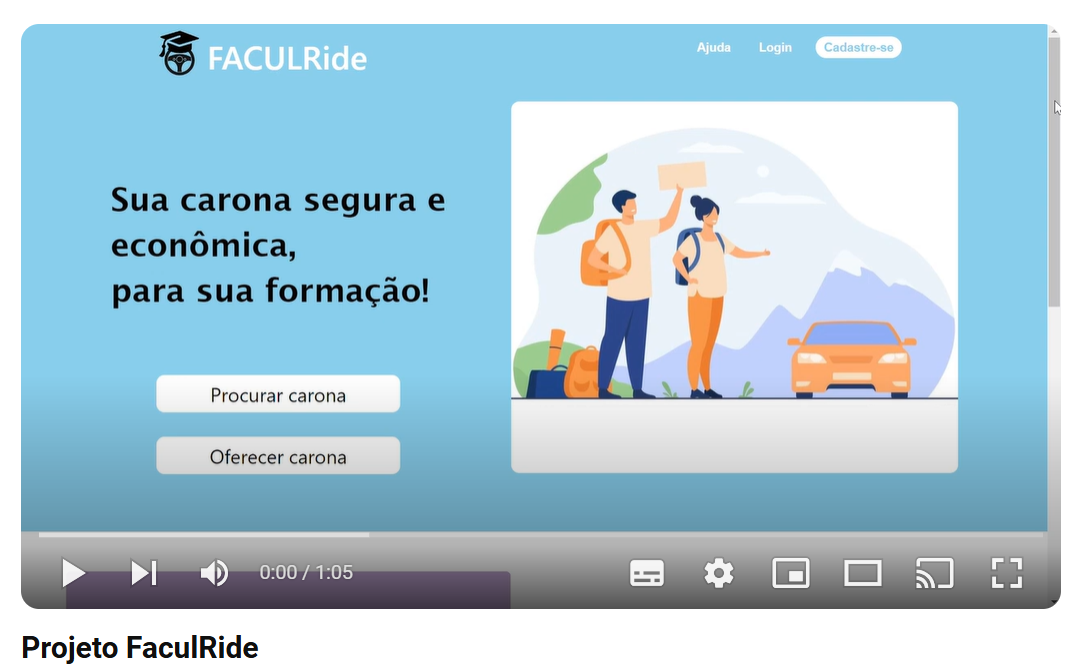 FACULRide
Ajuda Login Cadastre-se
Sua carona segura e
econômica,
para sua formação!
Procurar carona
Oferecer carona
0:00 / 1:05
Projeto FaculRide